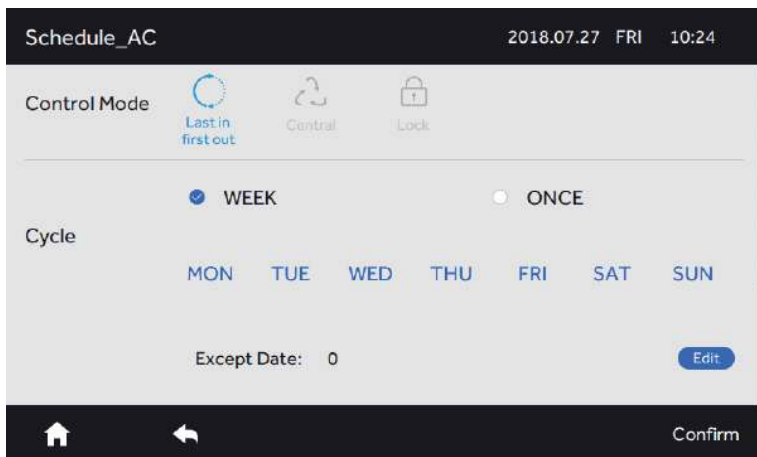 Schedule_AC 2018.07.27 FRI 10:24
Control Mode
Last in
first out
Central
Lock
WEEK ONCE
Cycle
MON TUE WED THU FRI SAT SUN
Except Date: 0 Edit
Confirm